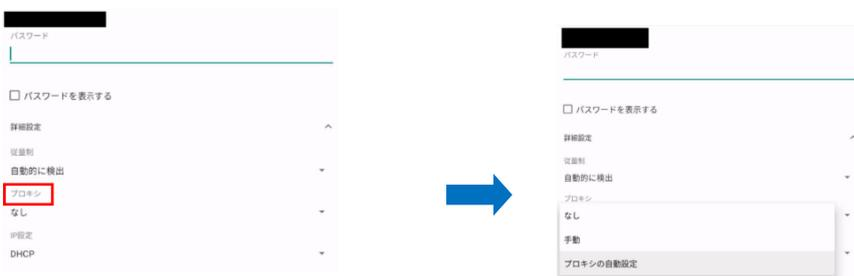 パスワード
パスワードを表示する
詳細設定
従量制
自動的に検出
プロキシ
なし
IP設定
DHCP
パスワード
パスワードを表示する
詳細設定
従量制
自動的に検出
プロキシ
なし
手動
プロキシの自動設定